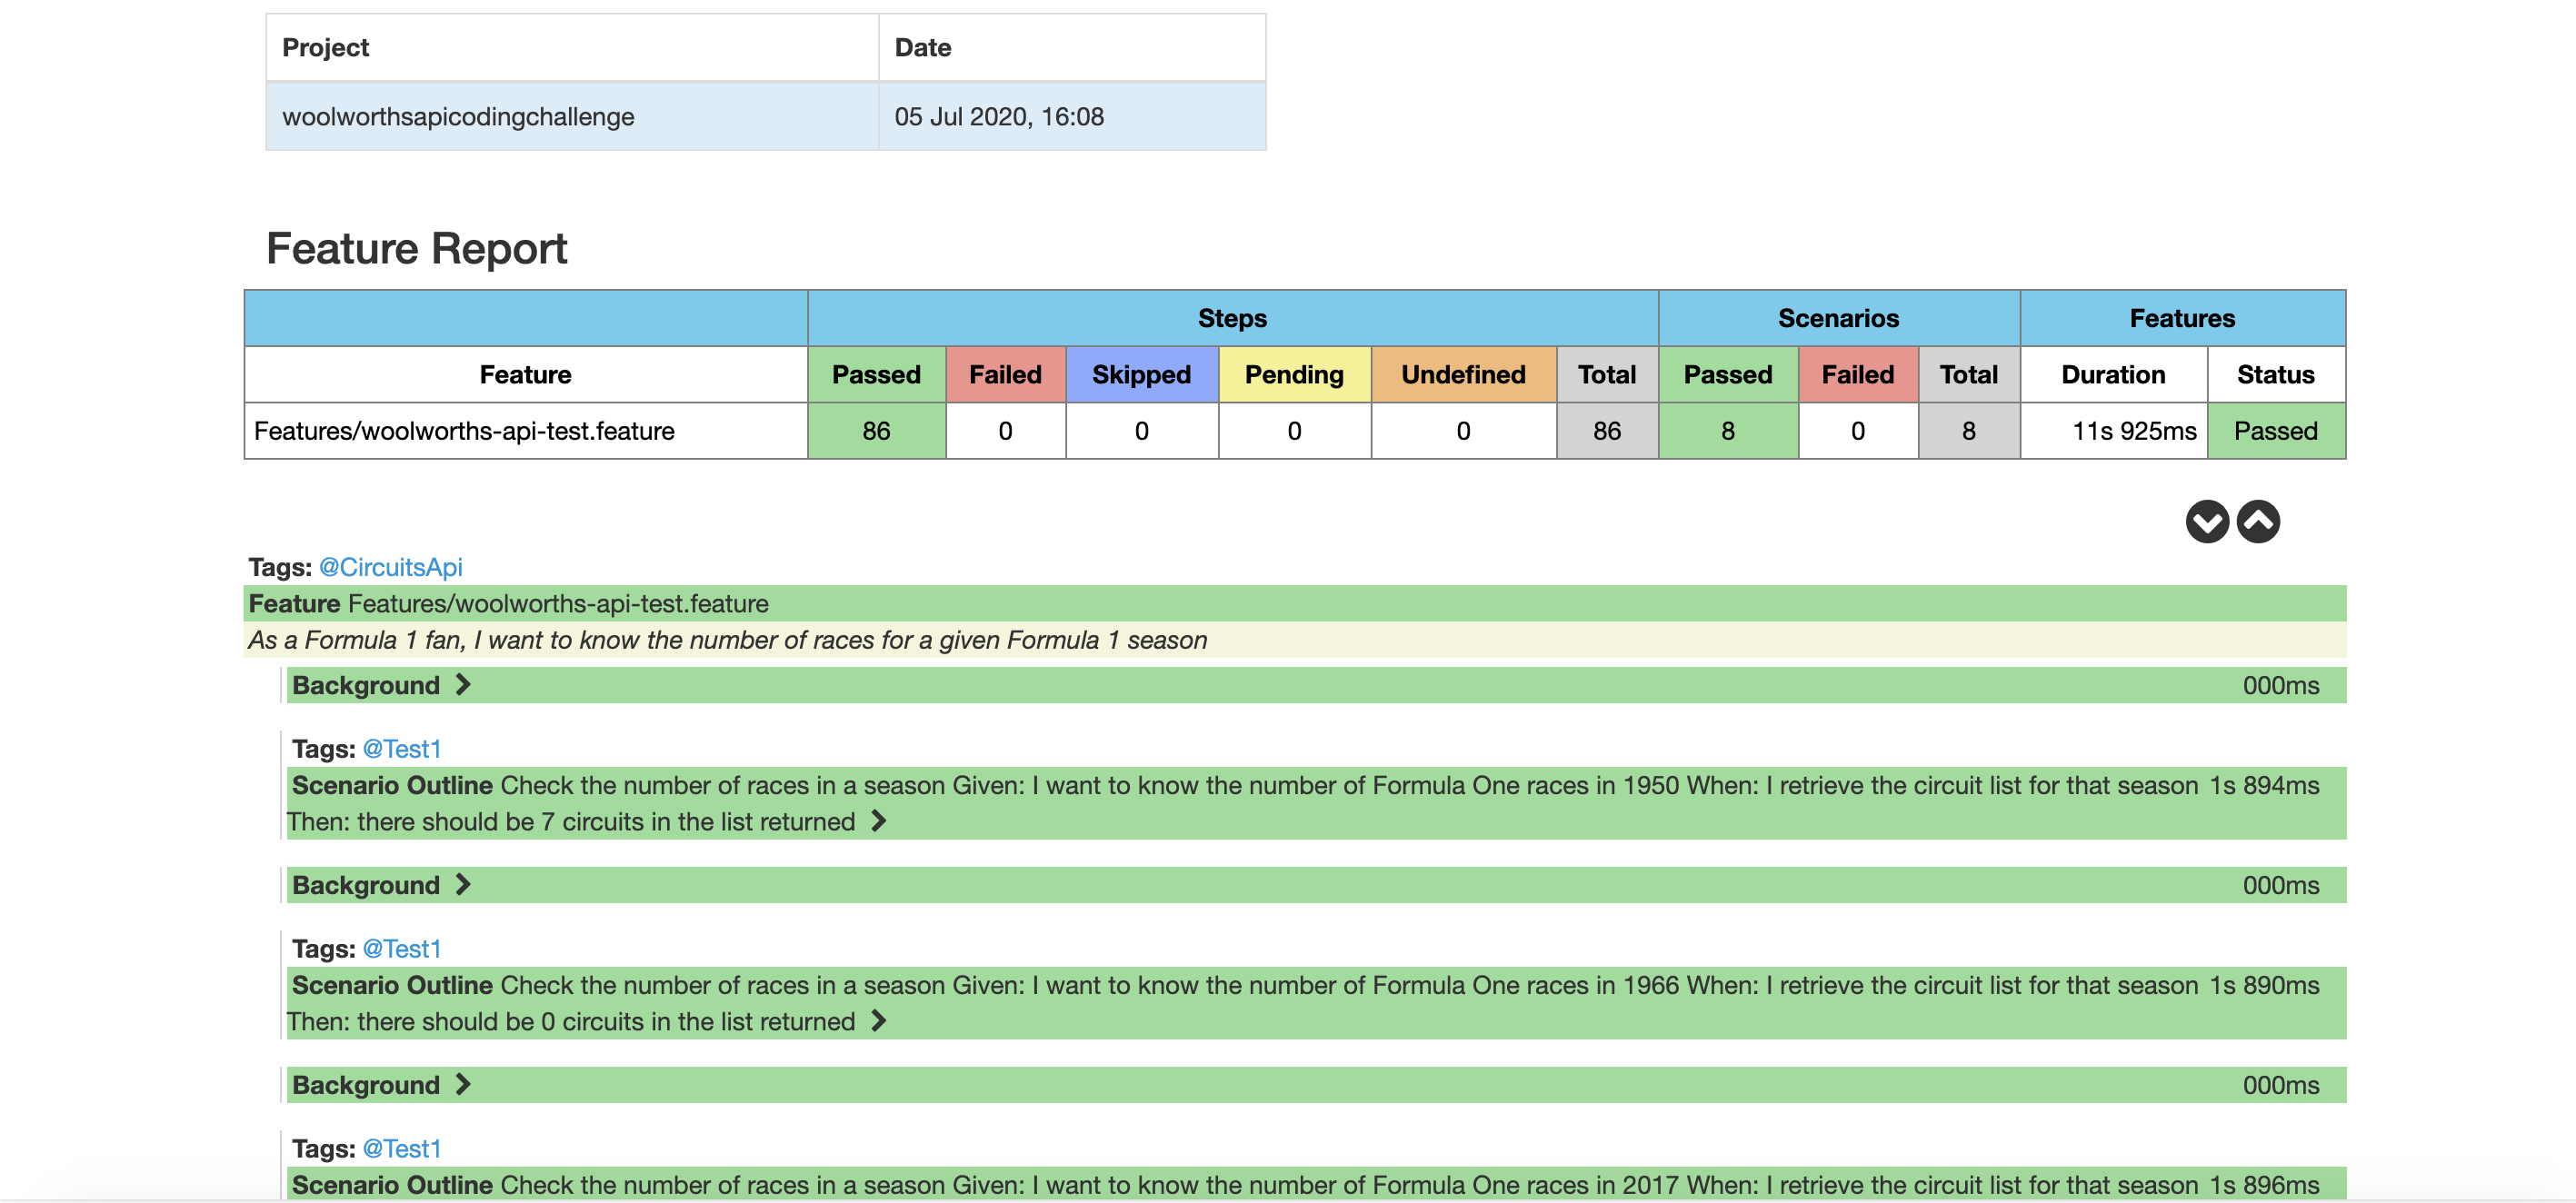 Project Date
woolworthsapicodingchallenge 05 Jul 2020, 16:08
Feature Report
Steps Scenarios Features
Feature Passed Failed Skipped Pending Undefined Total Passed Failed Total Duration Status
Features/woolworths-api-test.feature 86 0 0 0 0 86 8 0 8 11s 925ms Passed
Tags: @CircuitsApi
Feature Features/woolworths-api-test.feature
As a Formula 1 fan, I want to know the number of races for a given Formula 1 season
Background 000ms
Tags: @Test1
Scenario Outline Check the number of races in a season Given: I want to know the number of Formula One races in 1950 When: I retrieve the circuit list for that season 1s 894ms
Then: there should be 7 circuits in the list returned
Background 000ms
Tags: @Test1
Scenario Outline Check the number of races in a season Given: I want to know the number of Formula One races in 1966 When: I retrieve the circuit list for that season 1s 890ms
Then: there should be 0 circuits in the list returned
Background 000ms
Tags: @Test1
Scenario Outline Check the number of races in a season Given: I want to know the number of Formula One races in 2017 When: I retrieve the circuit list for that season 1s 896ms